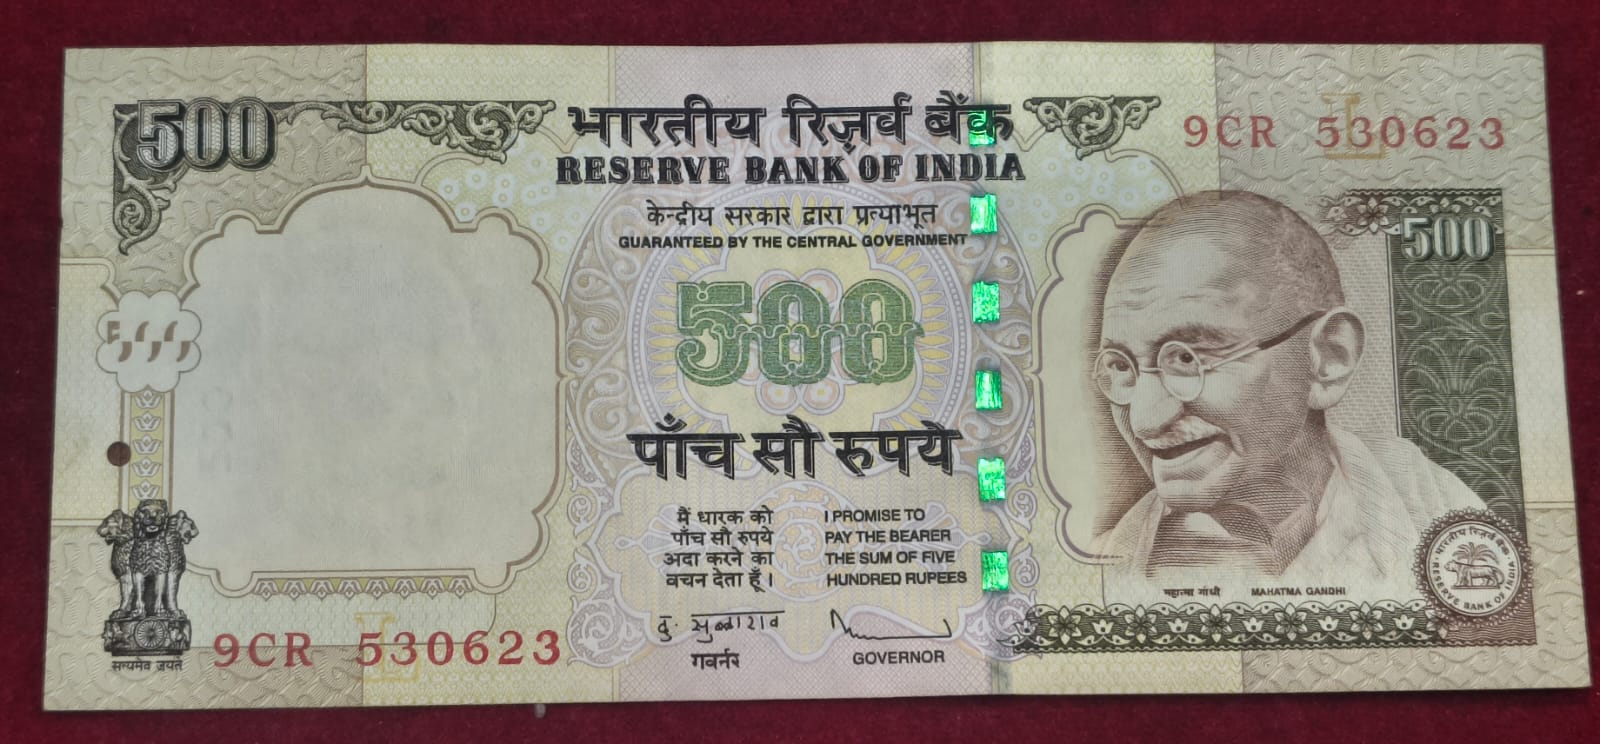 500
भारतीय रिज़र्व बैंक
RESERVE BANK OF INDIA
9CR 530623
L
केन्द्रीय सरकार द्वारा प्रत्याभूत
GUARANTEED BY THE CENTRAL GOVERNMENT
500
500
पाँच सौ रुपये
मैं धारक को
पाँच सौ रुपये
अदा करने का
वचन देता हूँ।
I PROMISE TO
PAY THE BEARER
THE SUM OF FIVE
HUNDRED RUPEES
महात्मा गांधी
MAHATMA GANDHI
भारतीय रिज़र्व बैंक
RESERVE BANK OF INDIA
दु. सुब्बाराव
गवर्नर
GOVERNOR
सत्यमेव जयते
9CR 530623
L